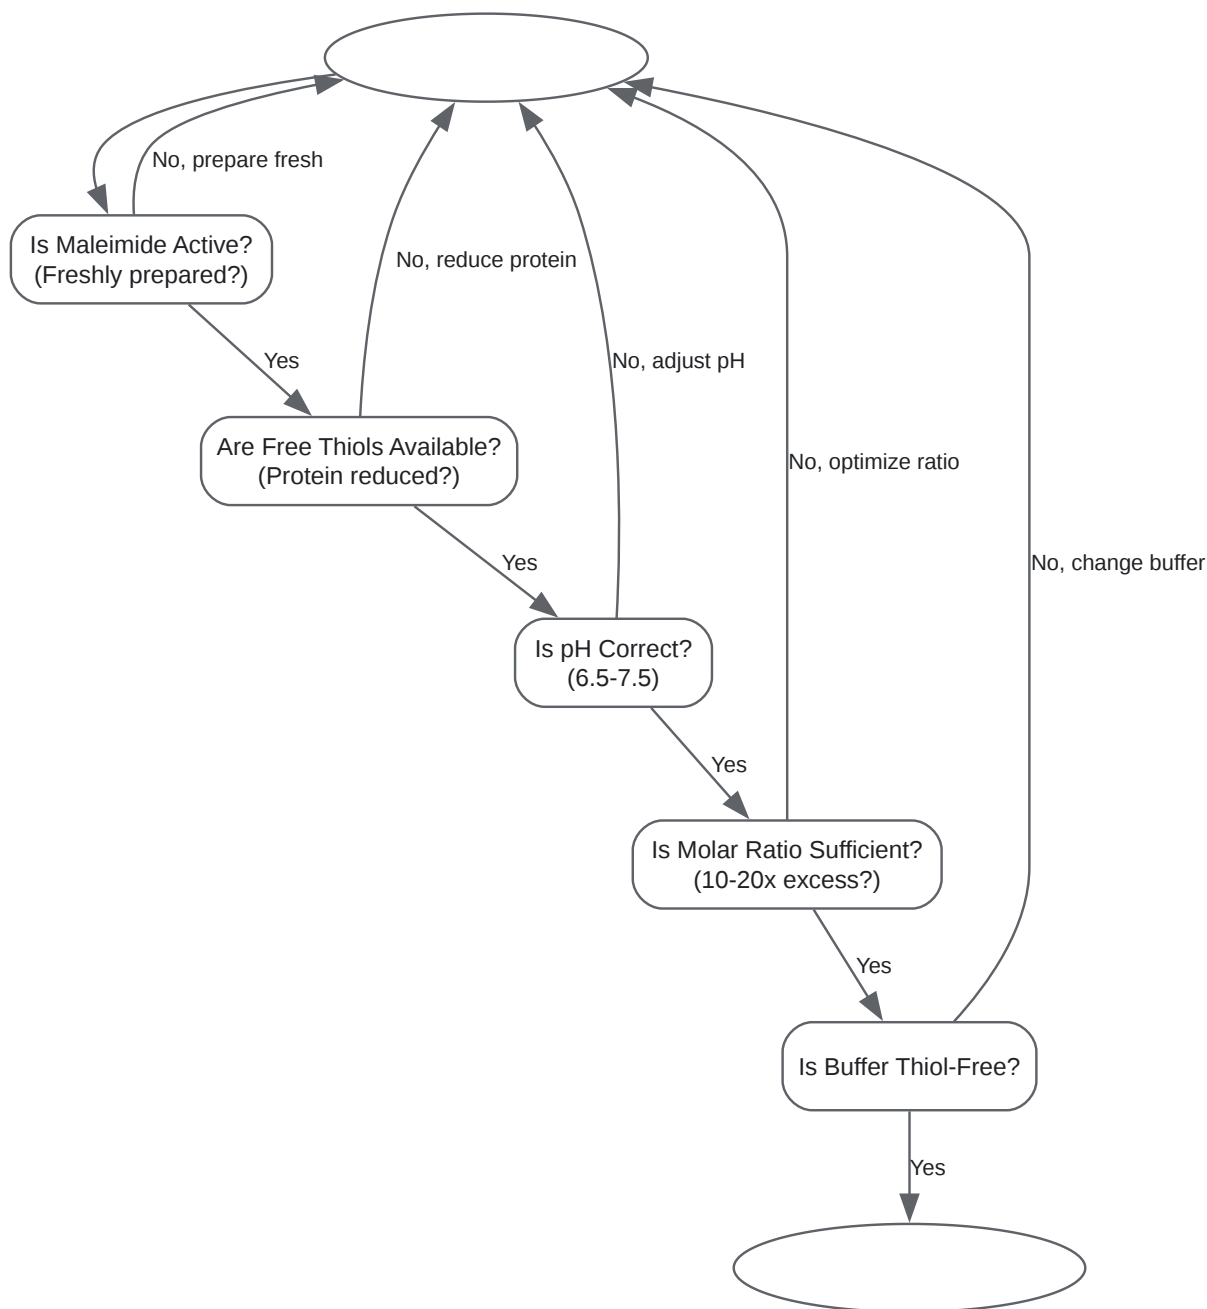 No, prepare fresh
Is Maleimide Active?
(Freshly prepared?)
No, reduce protein
Yes
No, adjust pH
Are Free Thiols Available?
(Protein reduced?)
No, optimize ratio
Yes
No, change buffer
Is pH Correct?
(6.5-7.5)
Yes
Is Molar Ratio Sufficient?
(10-20x excess?)
Yes
Is Buffer Thiol-Free?
Yes